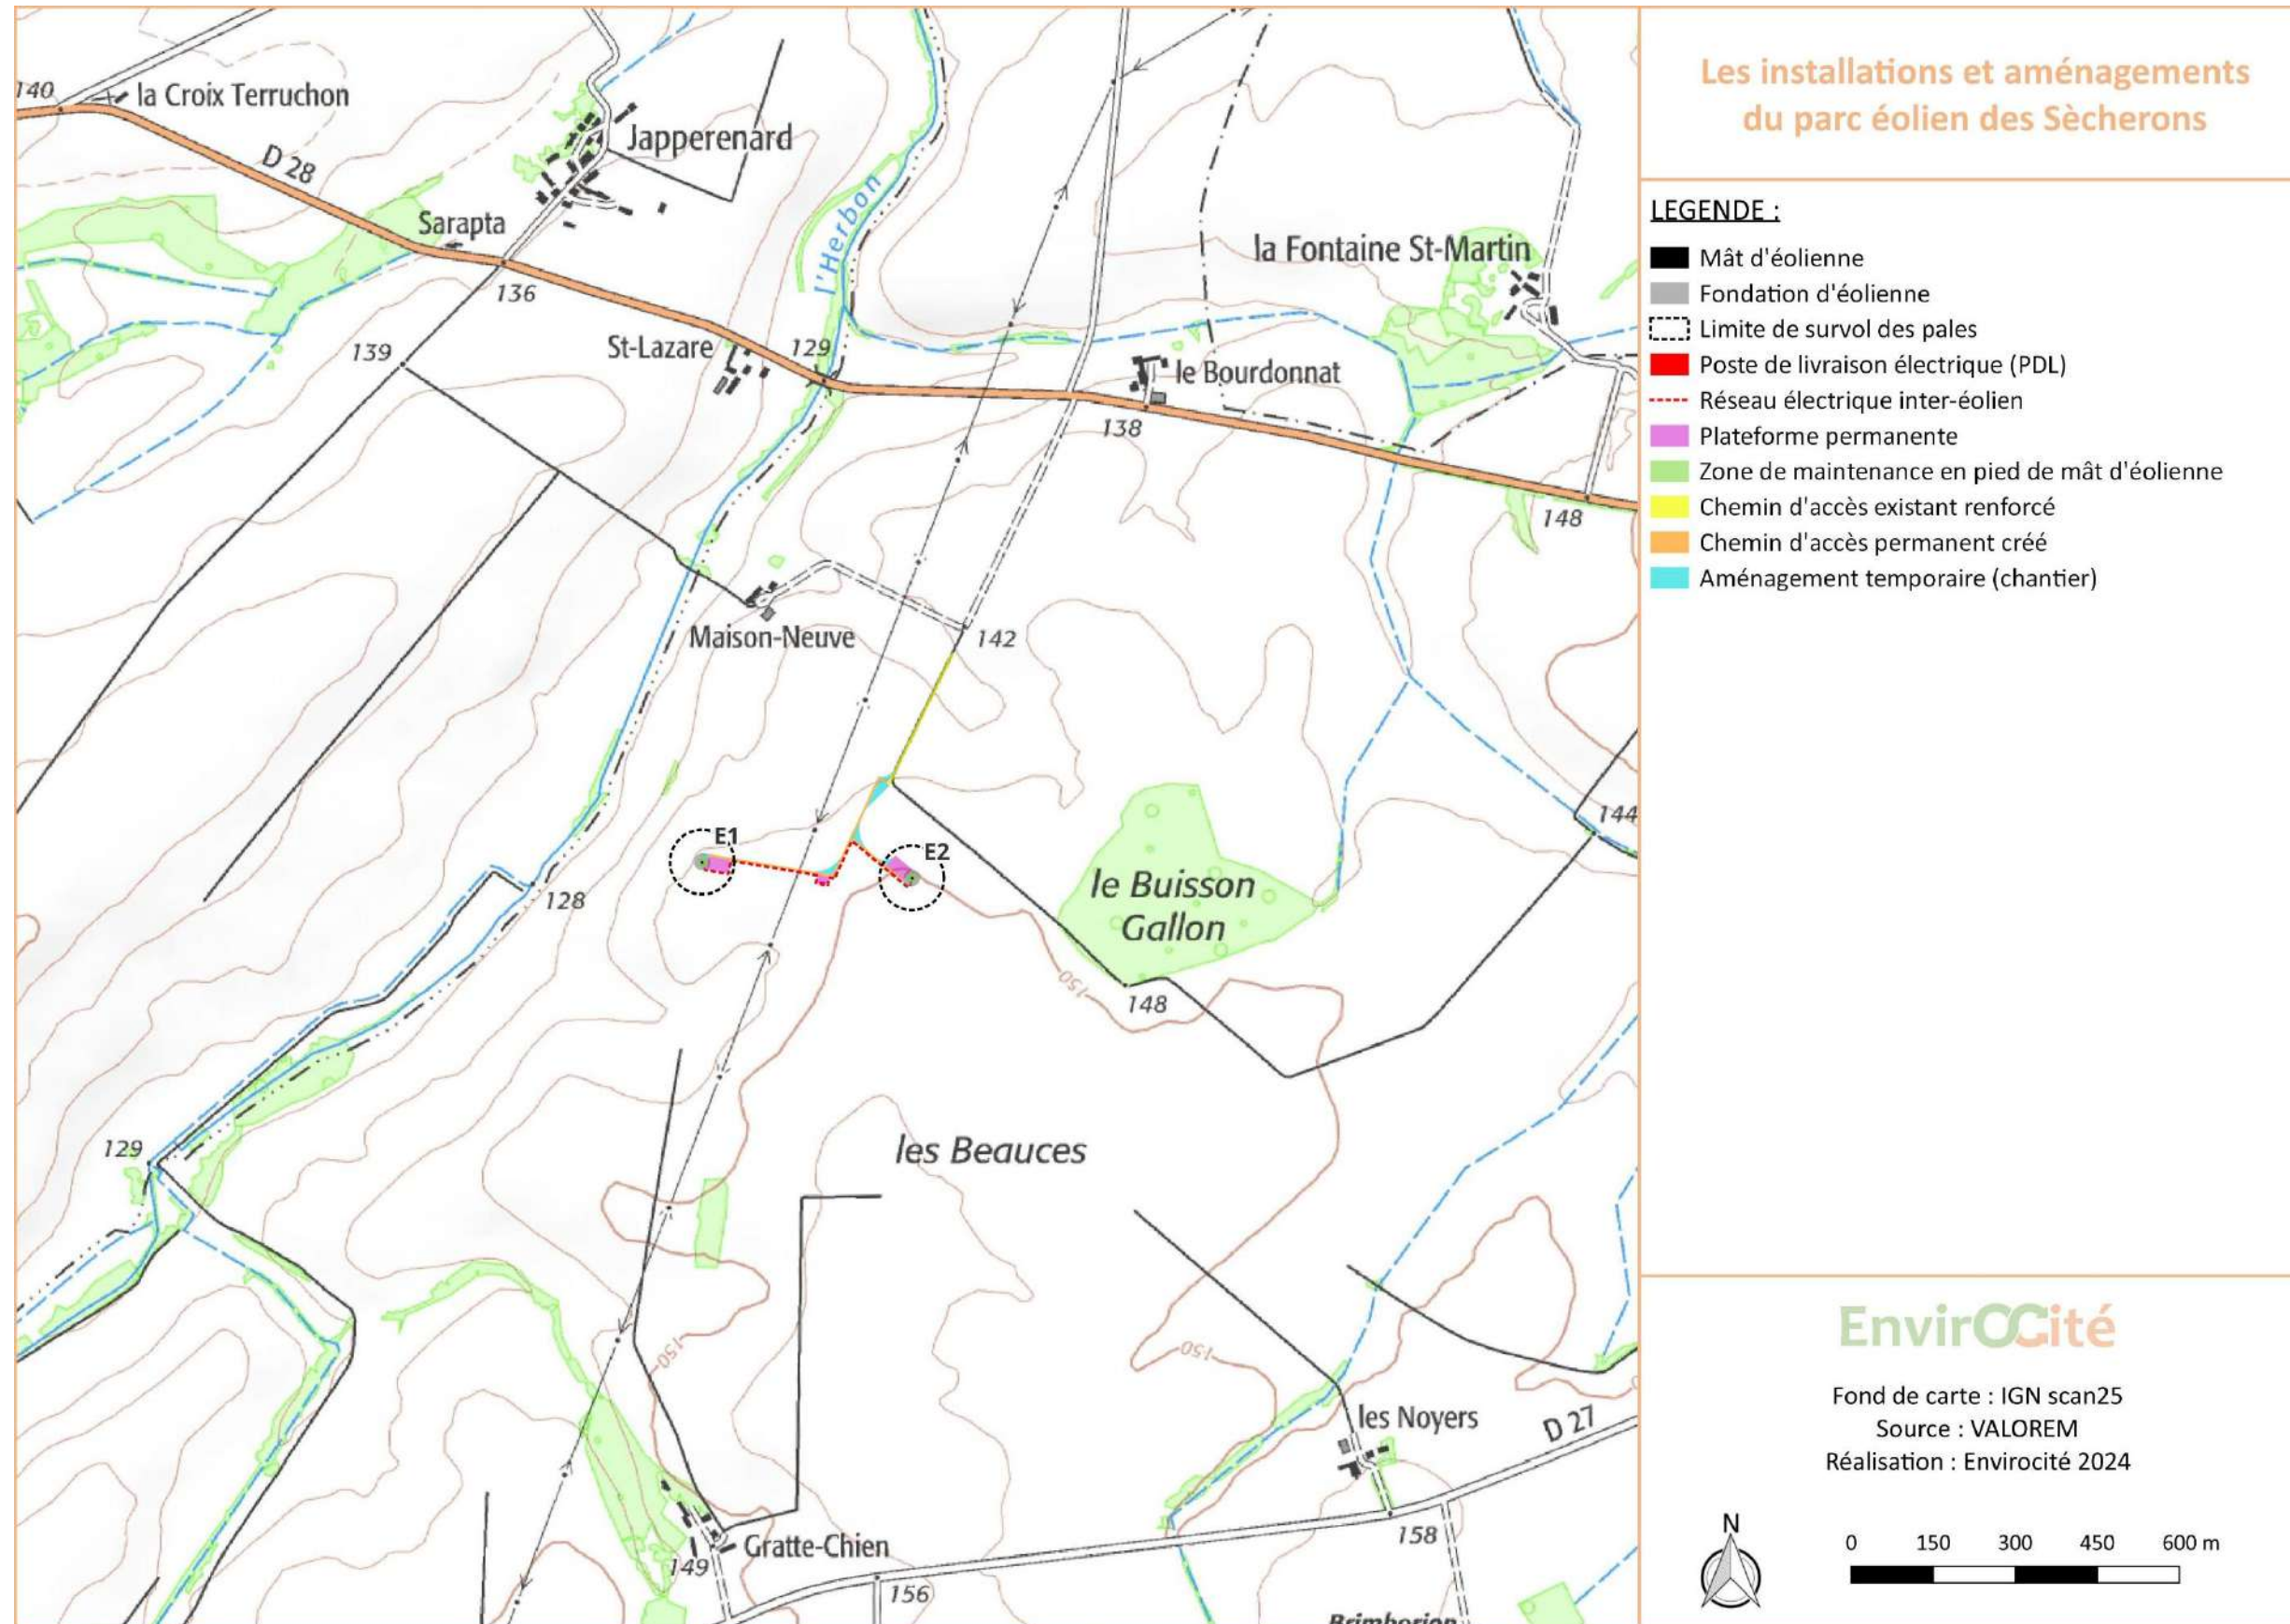 140
la Croix Terruchon
D 28
Japperenard
Sarapta
136
139
l'Herbon
St-Lazare
129
la Fontaine St-Martin
le Bourdonnat
138
148
Maison-Neuve
142
144
E1
E2
128
le Buisson
Gallon
150
148
129
les Beauces
150
150
les Noyers
D 27
158
Gratte-Chien
149
156
Brimborion
Les installations et aménagements
du parc éolien des Sècherons
LEGENDE :
Mât d'éolienne
Fondation d'éolienne
Limite de survol des pales
Poste de livraison électrique (PDL)
Réseau électrique inter-éolien
Plateforme permanente
Zone de maintenance en pied de mât d'éolienne
Chemin d'accès existant renforcé
Chemin d'accès permanent créé
Aménagement temporaire (chantier)
EnvirOCité
Fond de carte : IGN scan25
Source : VALOREM
Réalisation : Envirocité 2024
N
0 150 300 450 600 m